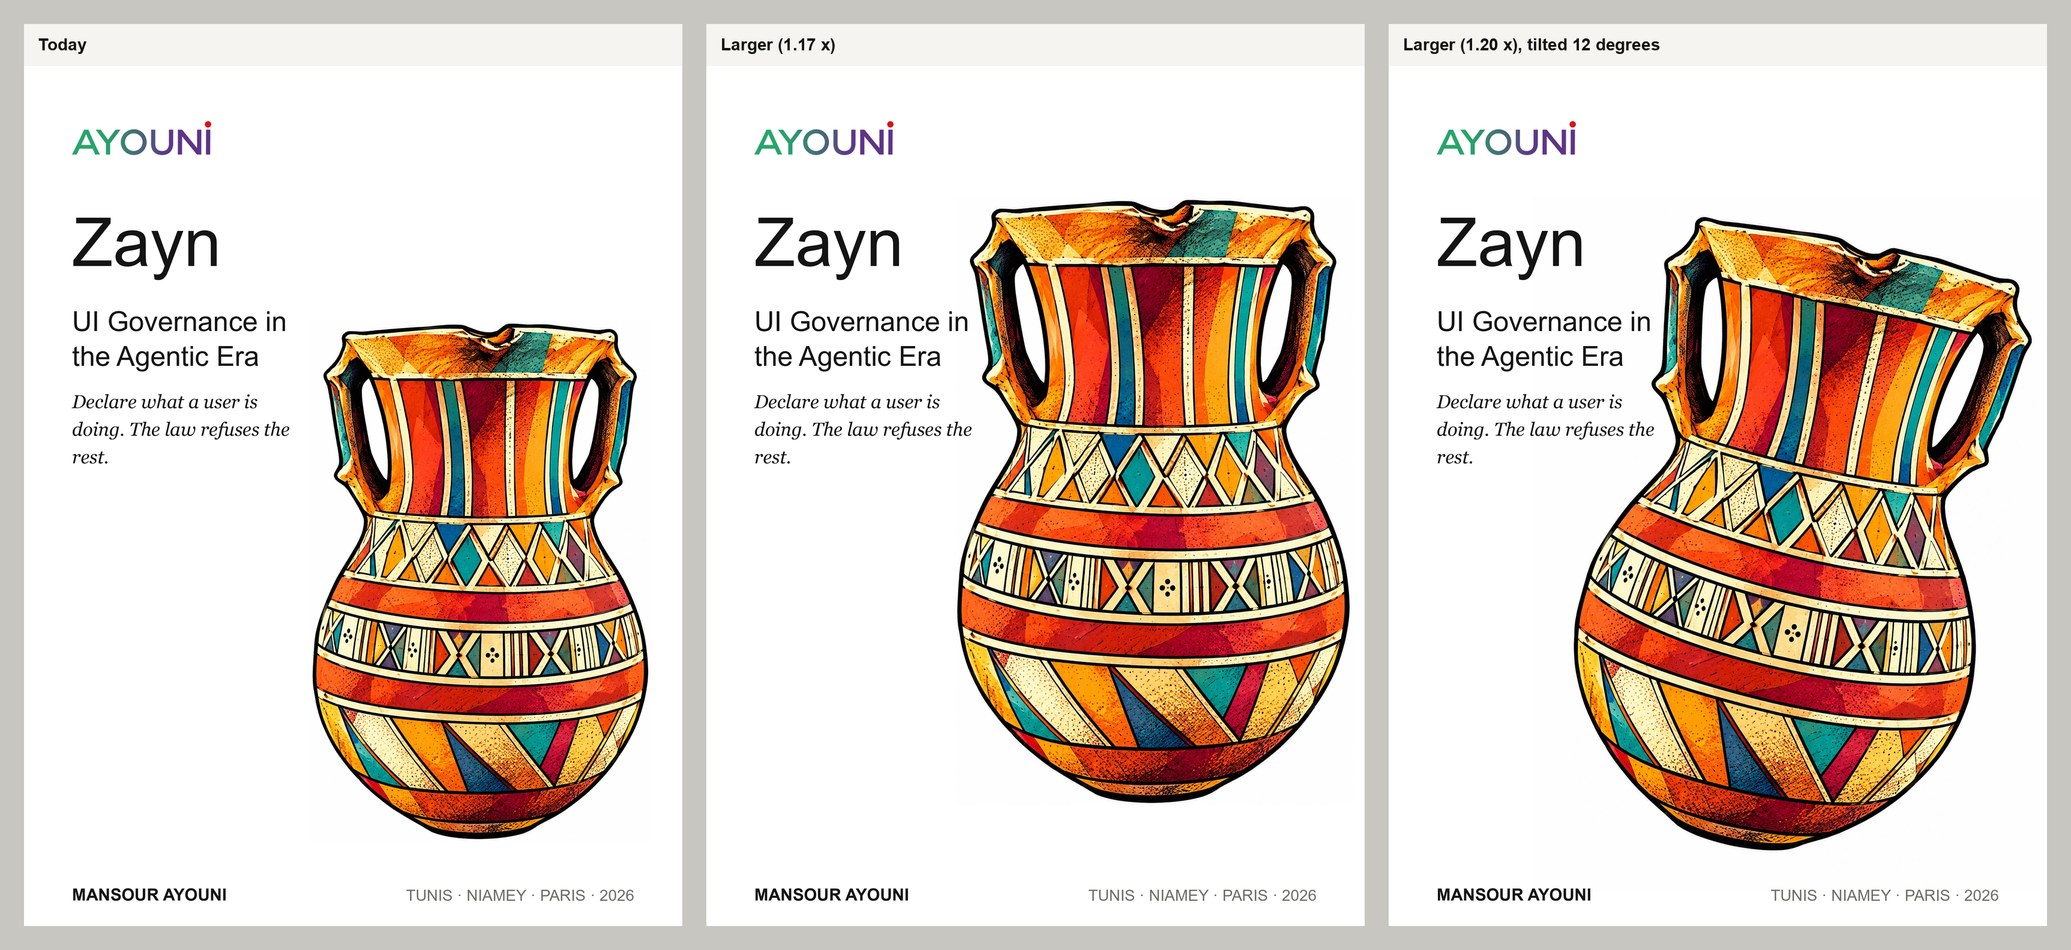 Today
AYOUNI
Zayn
UI Governance in
the Agentic Era
Declare what a user is
doing. The law refuses the
rest.
MANSOUR AYOUNI
TUNIS · NIAMEY · PARIS · 2026
Larger (1.17 x)
AYOUNI
Zayn
UI Governance in
the Agentic Era
Declare what a user is
doing. The law refuses the
rest.
MANSOUR AYOUNI
TUNIS · NIAMEY · PARIS · 2026
Larger (1.20 x), tilted 12 degrees
AYOUNI
Zayn
UI Governance in
the Agentic Era
Declare what a user is
doing. The law refuses the
rest.
MANSOUR AYOUNI
TUNIS · NIAMEY · PARIS · 2026